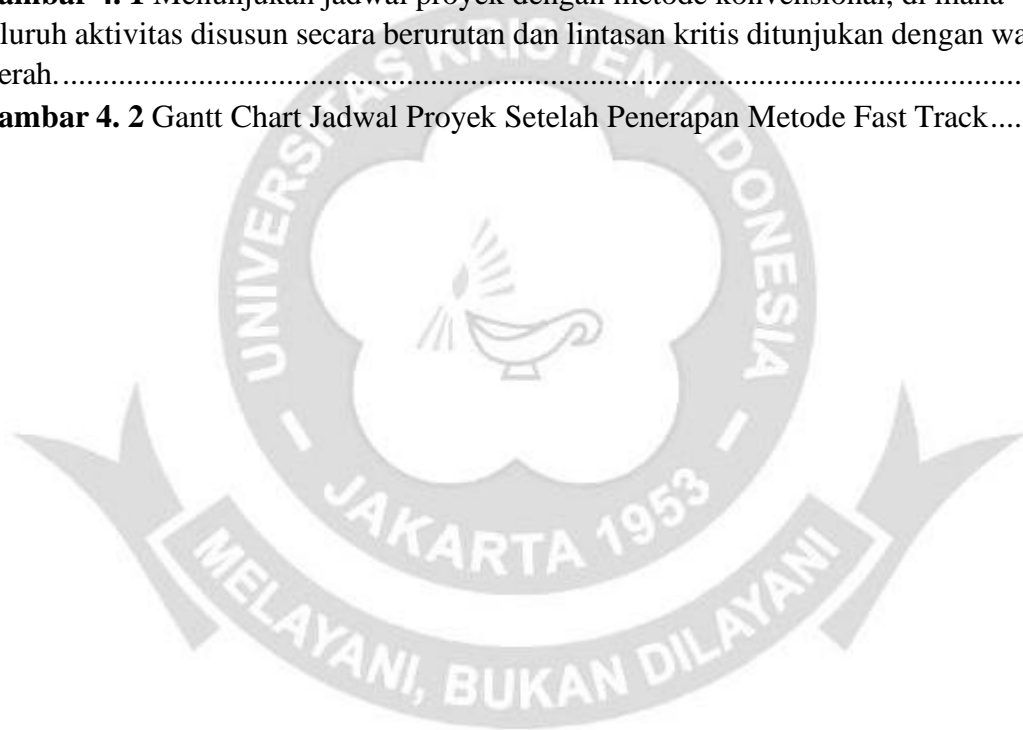 Gambar 4. 1 Menunjukan jadwal proyek dengan metode konvensional, di mana
luruh aktivitas disusun secara berurutan dan lintasan kritis ditunjukan dengan wa
erah.
ambar 4. 2 Gantt Chart Jadwal Proyek Setelah Penerapan Metode Fast Track
UNIVERSITAS KRISTEN INDONESIA
JAKARTA 1953
MELAYANI, BUKAN DILAYANI